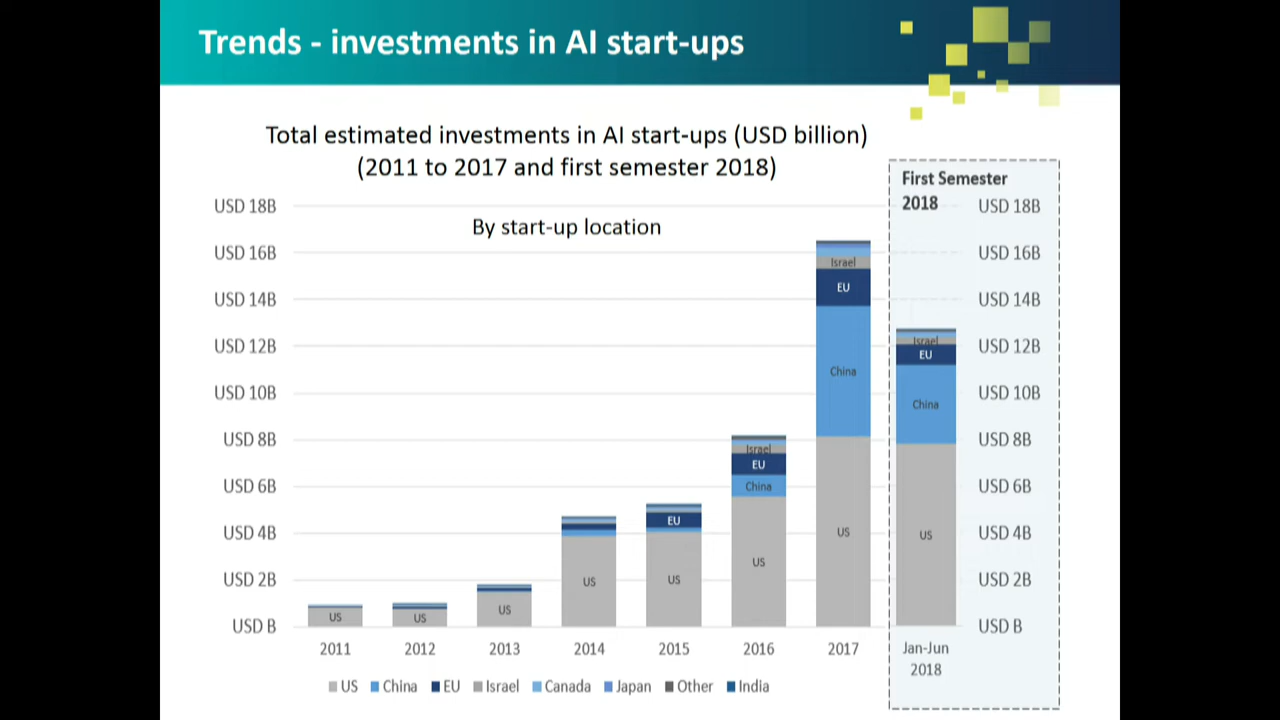 Trends - investments in AI start-ups
Total estimated investments in AI start-ups (USD billion)
(2011 to 2017 and first semester 2018)
By start-up location
First Semester
2018
USD 18B
USD 16B
USD 14B
USD 12B
USD 10B
USD 8B
USD 6B
USD 4B
USD 2B
USD B
US
US
US
US
US
EU
US
China
EU
Israel
US
China
EU
Israel
US
China
EU
Israel
USD 18B
USD 16B
USD 14B
USD 12B
USD 10B
USD 8B
USD 6B
USD 4B
USD 2B
USD B
2011 2012 2013 2014 2015 2016 2017
Jan-Jun
2018
US China EU Israel Canada Japan Other India